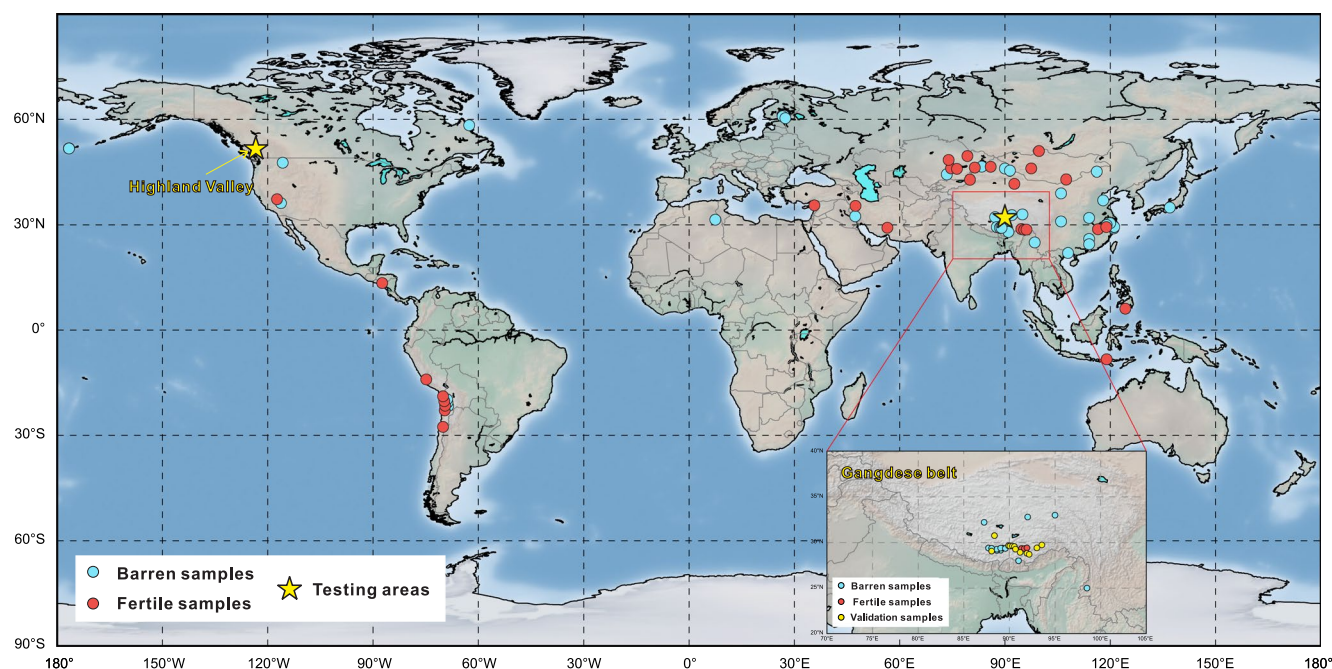 60°N
30°N
0°
30°S
60°S
90°S
Highland Valley
Gangdese belt
40°N
35°N
30°N
25°N
20°N
Barren samples
Fertile samples
Validation samples
70°E 75°E 80°E 85°E 90°E 95°E 100°E 105°E
Barren samples
Fertile samples
Testing areas
180° 150°W 120°W 90°W 60°W 30°W 0° 30°E 60°E 90°E 120°E 150°E 180°